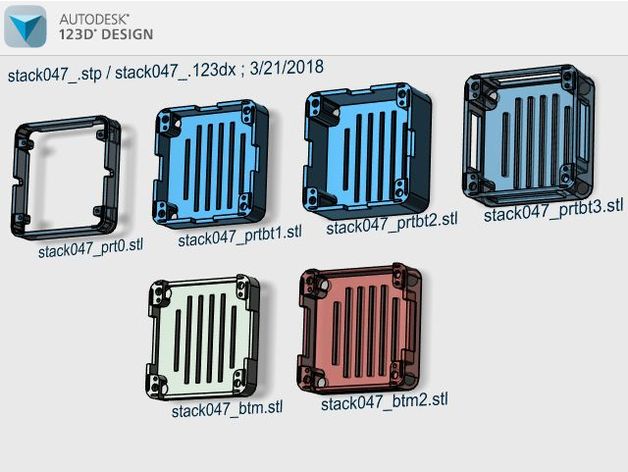 AUTODESK®
123D® DESIGN
stack047_.stp / stack047_.123dx ; 3/21/2018
stack047_prt0.stl
stack047_prtbt1.stl
stack047_prtbt2.stl
stack047_prtbt3.stl
stack047_btm.stl
stack047_btm2.stl